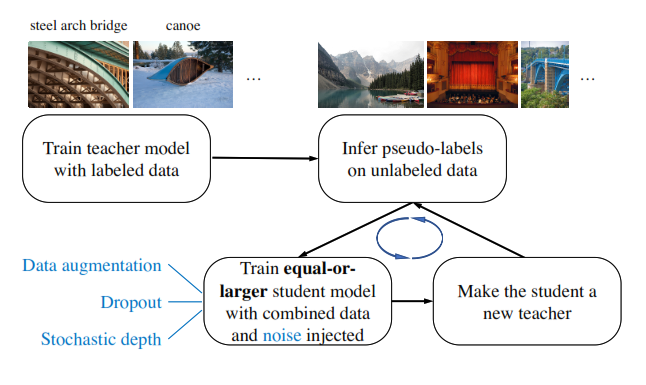 steel arch bridge
canoe
...
...
Train teacher model
with labeled data
Infer pseudo-labels
on unlabeled data
Data augmentation
Dropout
Stochastic depth
Train equal-or-
larger student model
with combined data
and noise injected
Make the student a
new teacher